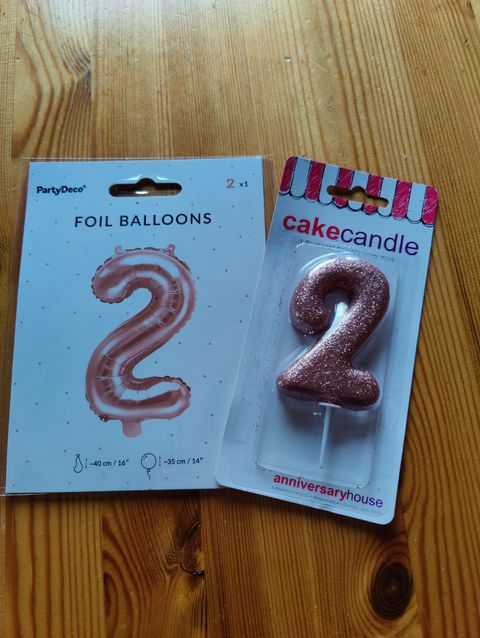 PartyDeco®
2 x1
FOIL BALLOONS
2
~40 cm / 16"
~35 cm / 14"
cakecandle
2
anniversaryhouse